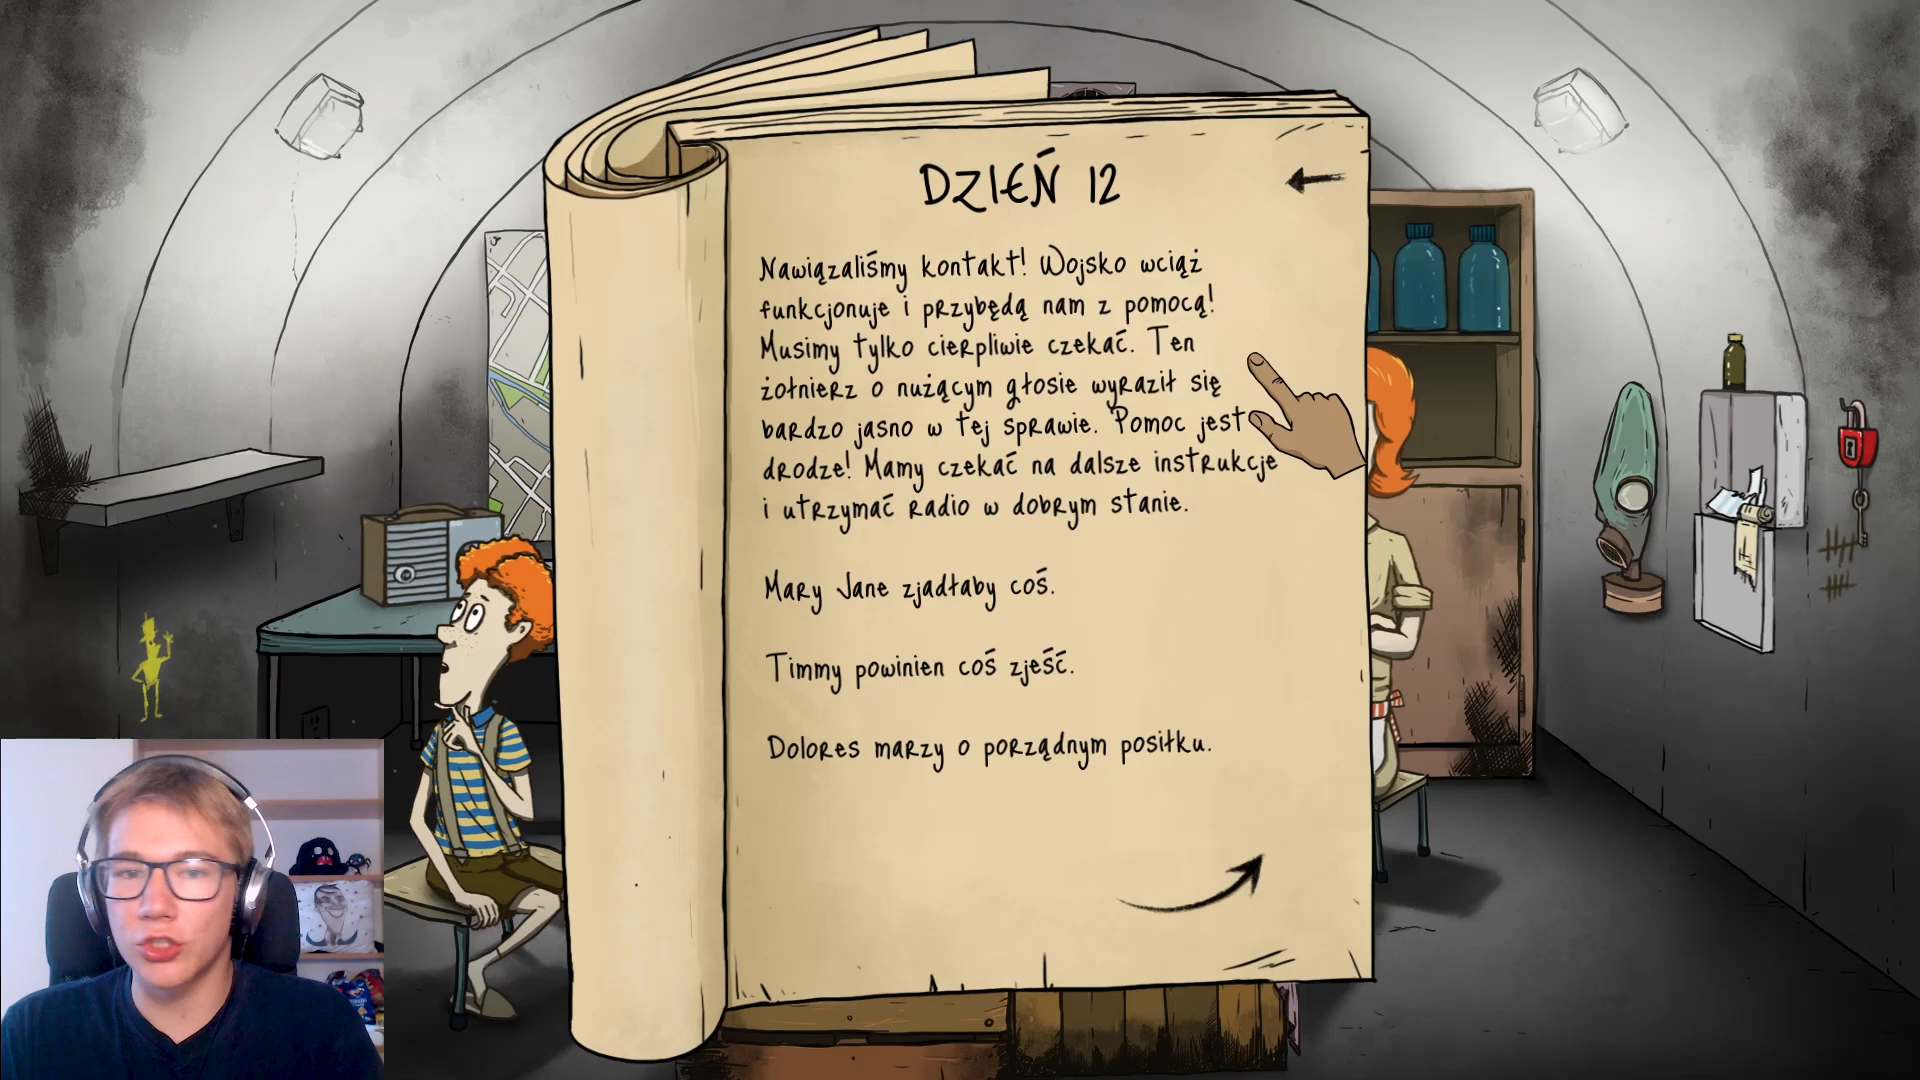 DZIEŃ 12
Nawiązaliśmy kontakt! Wojsko wciąż
funkcjonuje i przybędą nam z pomocą!
Musimy tylko cierpliwie czekać. Ten
żołnierz o nużącym głosie wyraził się
bardzo jasno w tej sprawie. Pomoc jest
drodze! Mamy czekać na dalsze instrukcje
i utrzymać radio w dobrym stanie.
Mary Jane zjadłaby coś.
Timmy powinien coś zjeść.
Dolores marzy o porządnym posiłku.